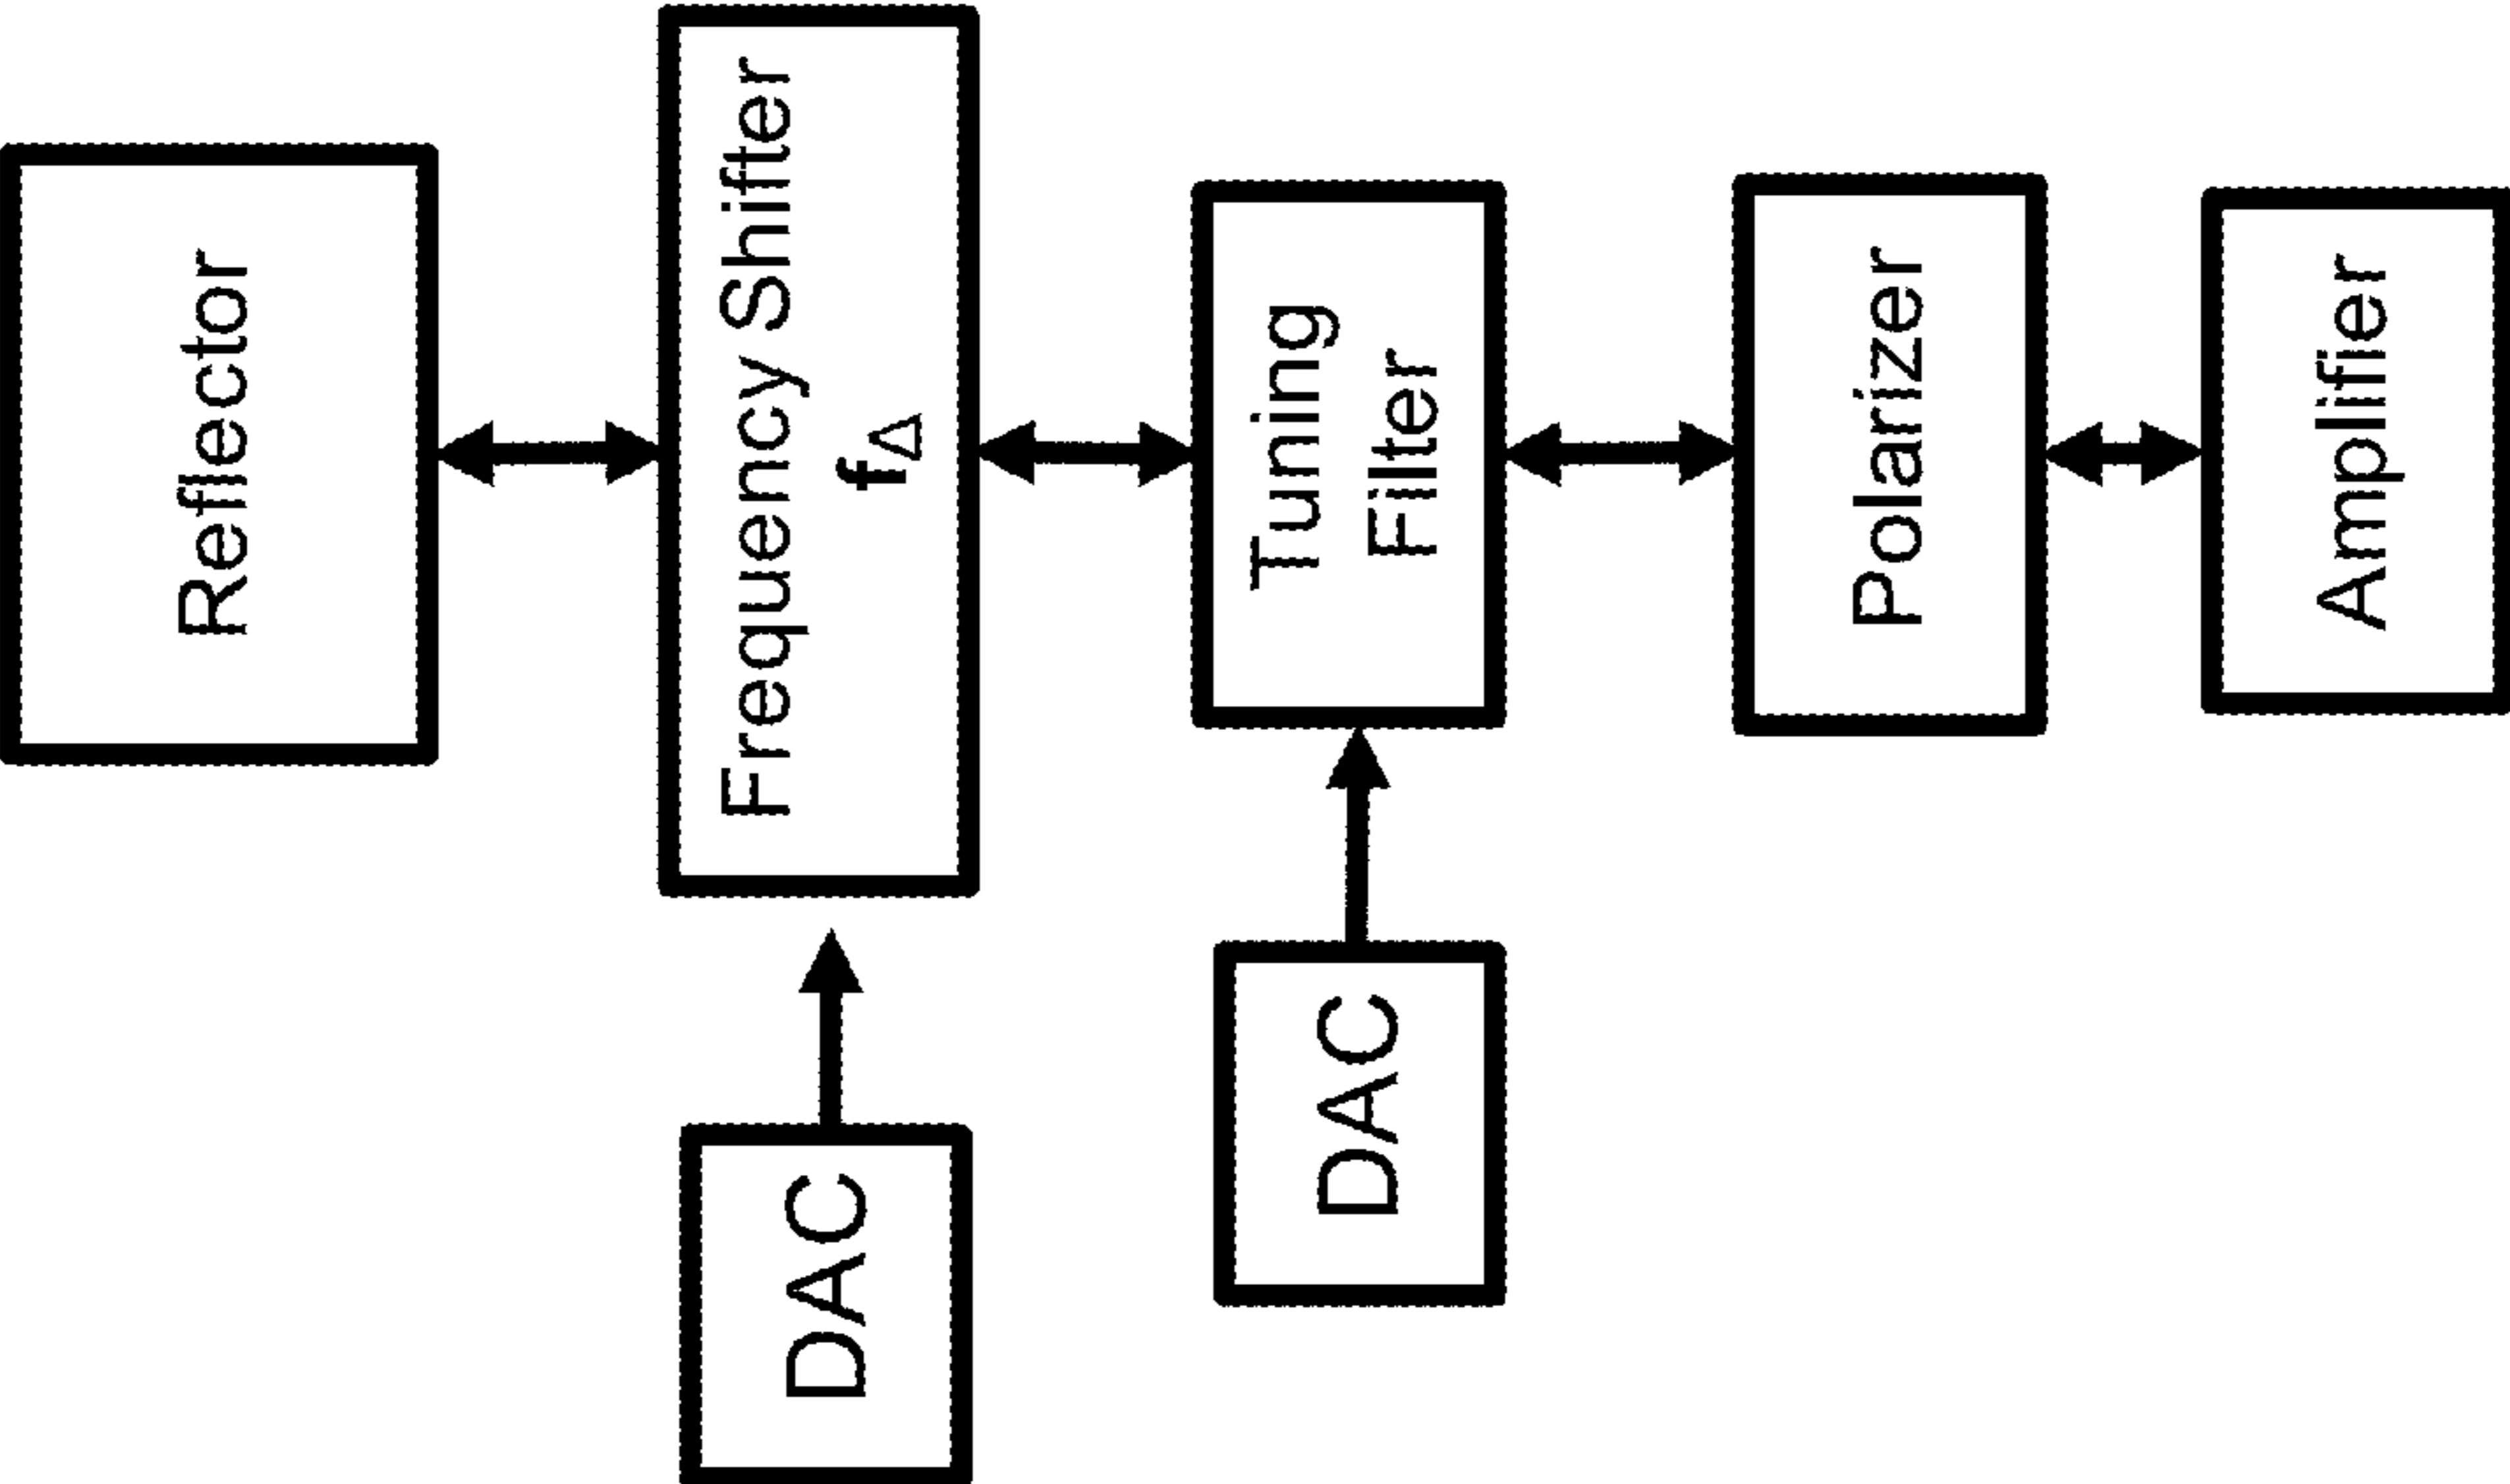 Reflector
Frequency Shifter
f Δ
Tuning
Filter
Polarizer
Amplifier
DAC
DAC